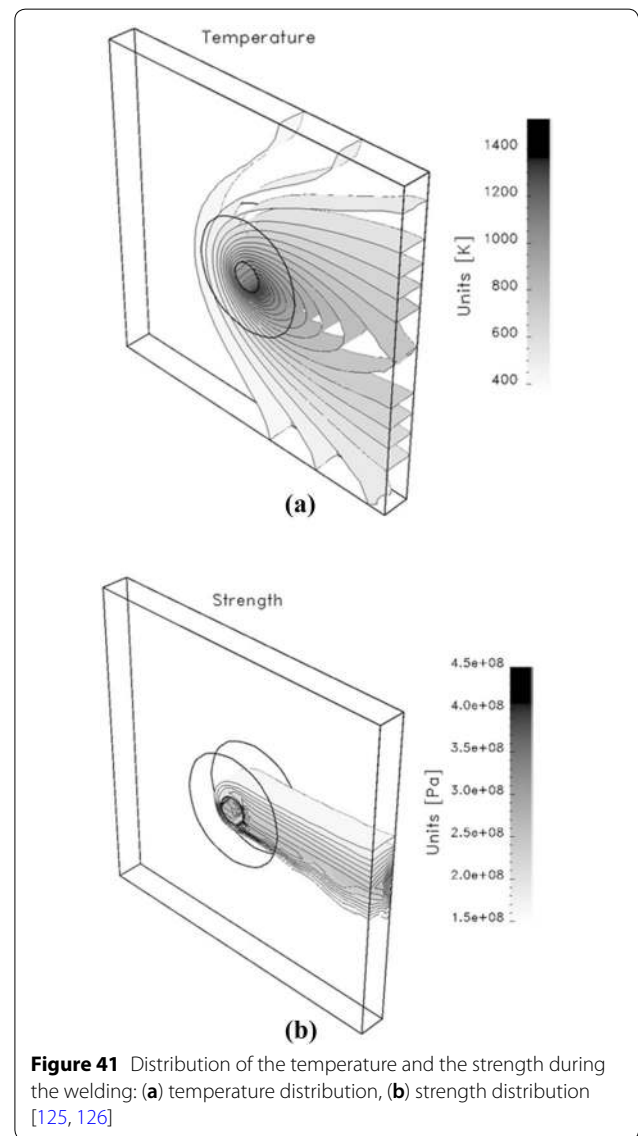 Temperature
1400
1200
1000
800
600
400
Units [K]
(a)
Strength
4.5e+08
4.0e+08
3.5e+08
3.0e+08
2.5e+08
2.0e+08
1.5e+08
Units [Pa]
(b)
Figure 41 Distribution of the temperature and the strength during
the welding: (a) temperature distribution, (b) strength distribution
[125, 126]